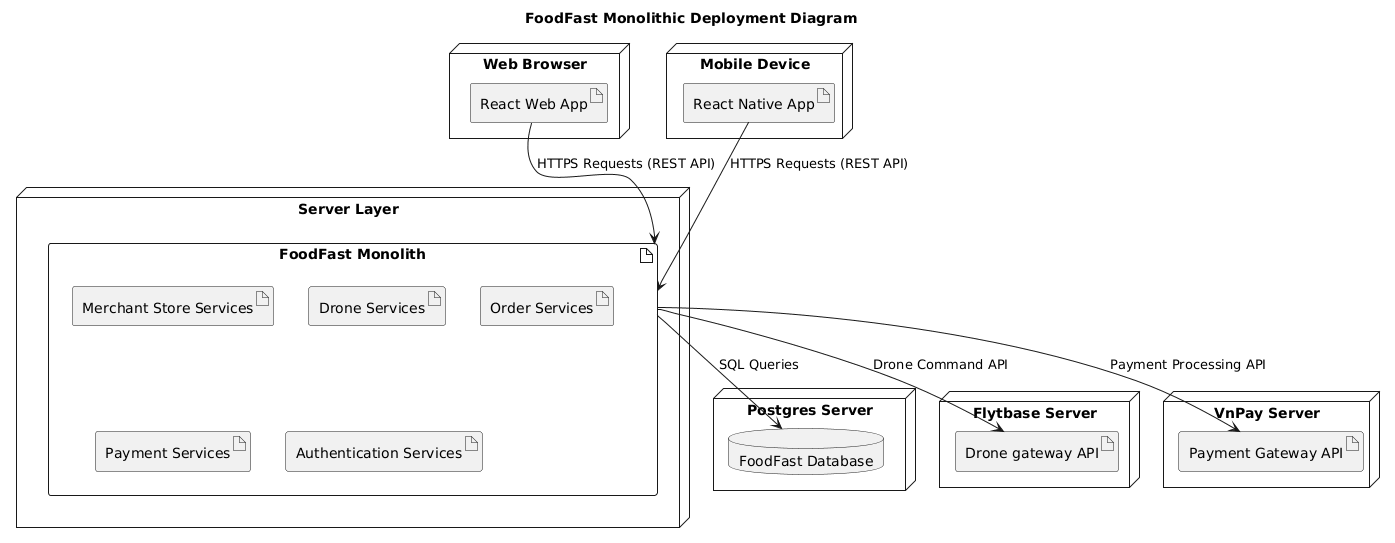 FoodFast Monolithic Deployment Diagram
Web Browser
React Web App
Mobile Device
React Native App
HTTPS Requests (REST API)
HTTPS Requests (REST API)
Server Layer
FoodFast Monolith
Merchant Store Services
Drone Services
Order Services
Payment Services
Authentication Services
SQL Queries
Drone Command API
Payment Processing API
Postgres Server
FoodFast Database
Flytbase Server
Drone gateway API
VnPay Server
Payment Gateway API